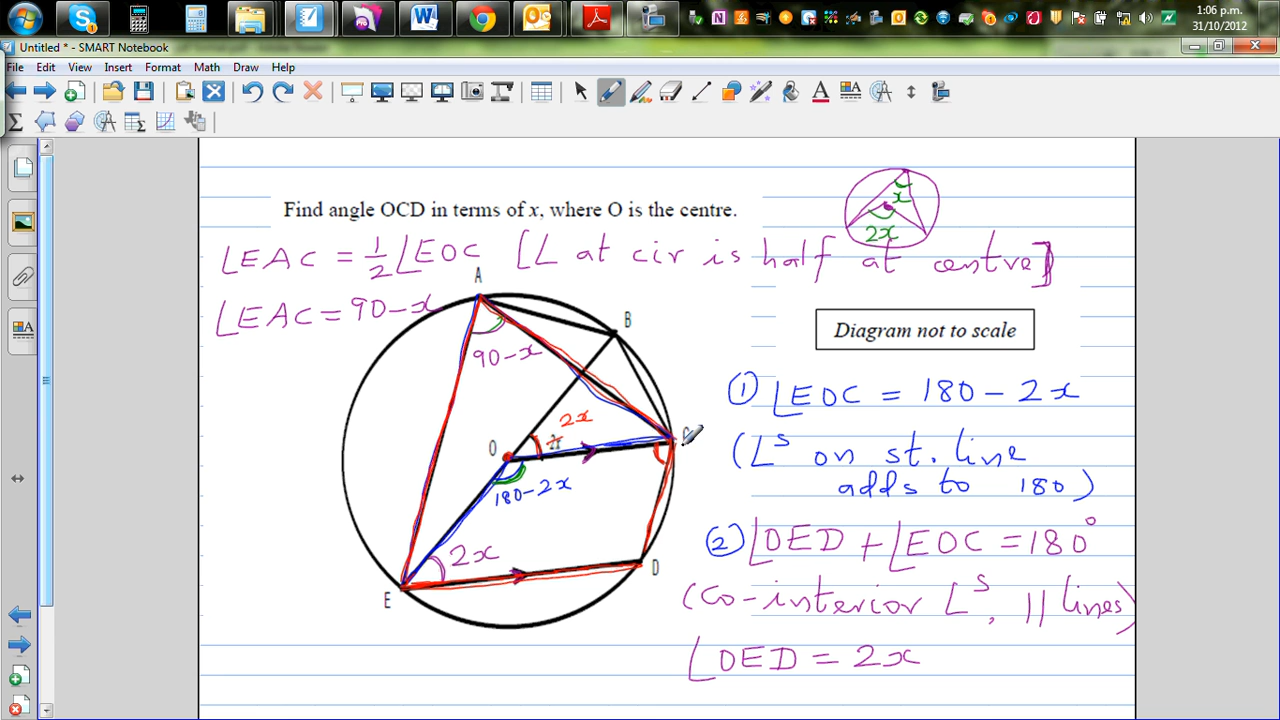 1:06 p.m.
31/10/2012
Untitled * - SMART Notebook
File Edit View Insert Format Math Draw Help
Find angle OCD in terms of x, where O is the centre.
x
2x
∠EAC = 1/2 ∠EOC [∠ at cir is half at centre]
∠EAC = 90-x
A
B
Diagram not to scale
90-x
① ∠EOC = 180 - 2x
2x
O
(∠s on st. line
adds to 180)
180-2x
② ∠OED + ∠EOC = 180°
2x
D
E
(Co-interior ∠s, || lines)
∠OED = 2x